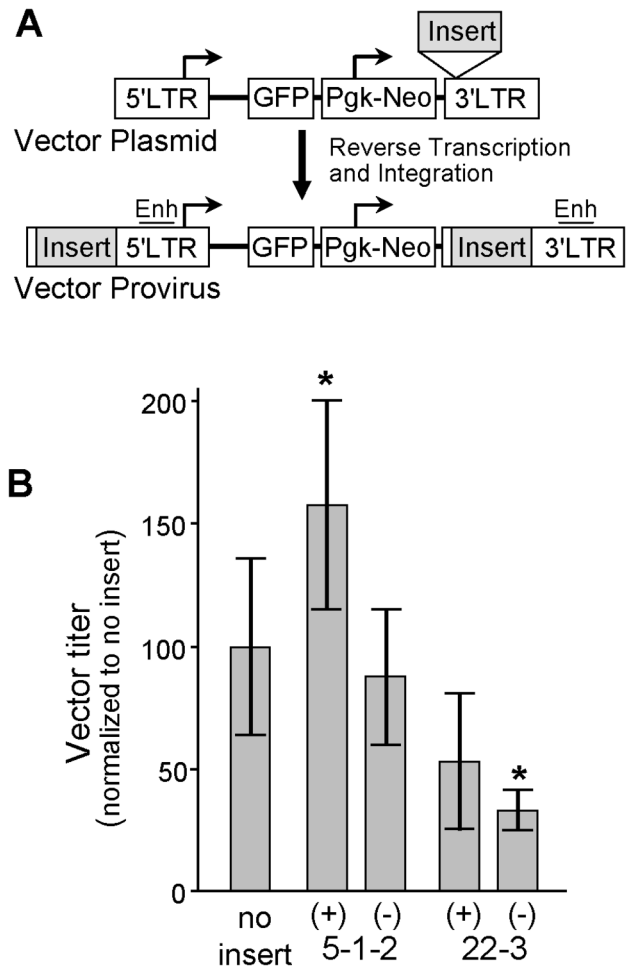 A
Insert
5'LTR GFP Pgk-Neo 3'LTR
Vector Plasmid
Reverse Transcription
and Integration
Enh Enh
Insert 5'LTR GFP Pgk-Neo Insert 3'LTR
Vector Provirus
B
Vector titer
(normalized to no insert)
200
150
100
50
0
*
*
no
insert
(+) (-) (+) (-)
5-1-2 22-3